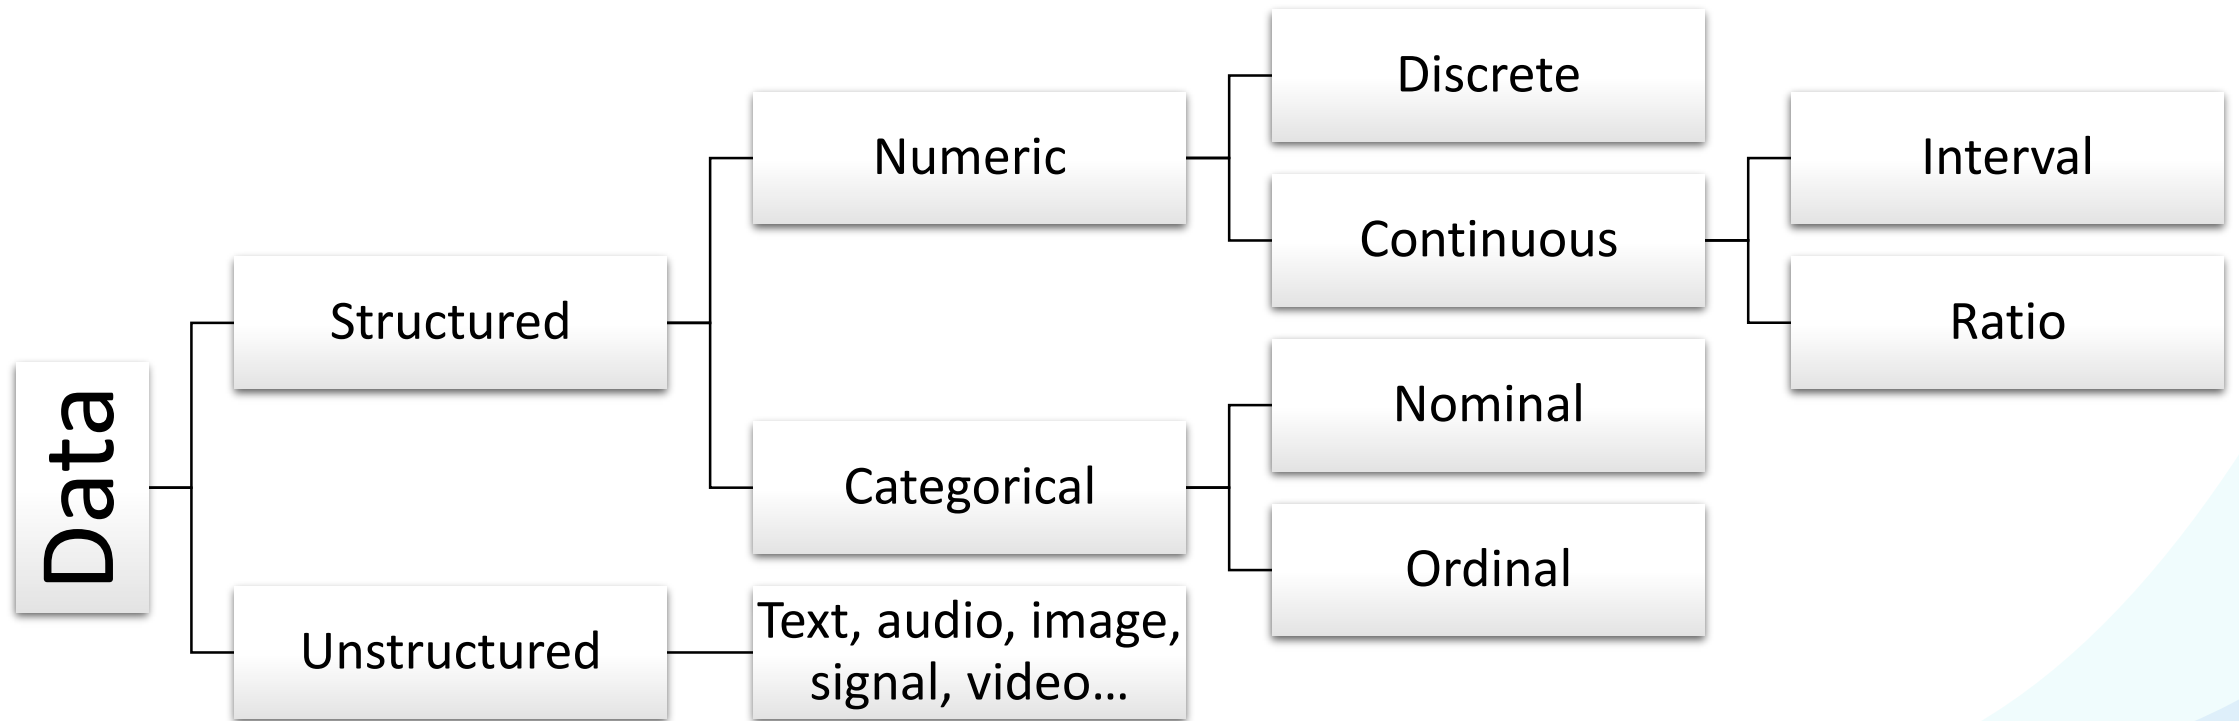 Data
Structured
Unstructured
Numeric
Categorical
Text, audio, image,
signal, video...
Discrete
Continuous
Nominal
Ordinal
Interval
Ratio